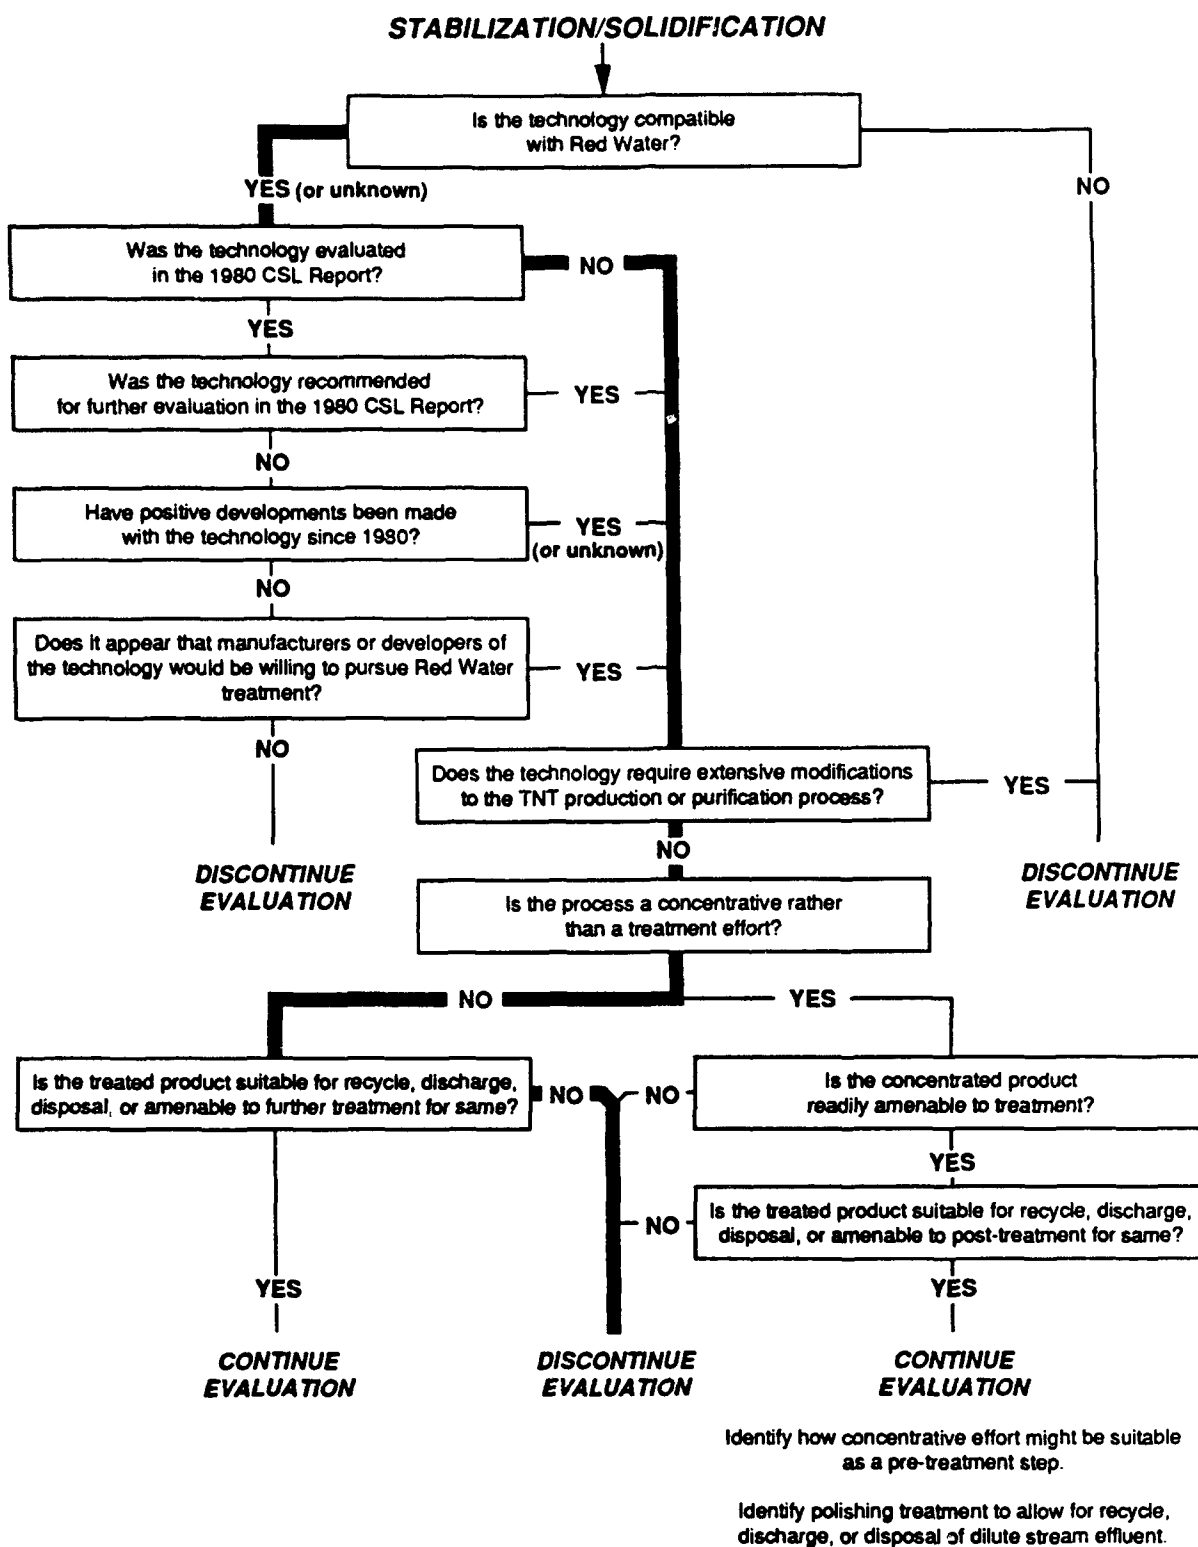 STABILIZATION/SOLIDIFICATION
Is the technology compatible
with Red Water?
YES (or unknown)
NO
Was the technology evaluated
in the 1980 CSL Report?
NO
YES
Was the technology recommended
for further evaluation in the 1980 CSL Report?
YES
NO
Have positive developments been made
with the technology since 1980?
YES
(or unknown)
NO
Does it appear that manufacturers or developers of
the technology would be willing to pursue Red Water
treatment?
YES
NO
Does the technology require extensive modifications
to the TNT production or purification process?
YES
NO
DISCONTINUE
EVALUATION
DISCONTINUE
EVALUATION
Is the process a concentrative rather
than a treatment effort?
NO
YES
Is the treated product suitable for recycle, discharge,
disposal, or amenable to further treatment for same?
NO
NO
Is the concentrated product
readily amenable to treatment?
YES
NO
Is the treated product suitable for recycle, discharge,
disposal, or amenable to post-treatment for same?
YES
YES
CONTINUE
EVALUATION
DISCONTINUE
EVALUATION
CONTINUE
EVALUATION
Identify how concentrative effort might be suitable
as a pre-treatment step.
Identify polishing treatment to allow for recycle,
discharge, or disposal of dilute stream effluent.